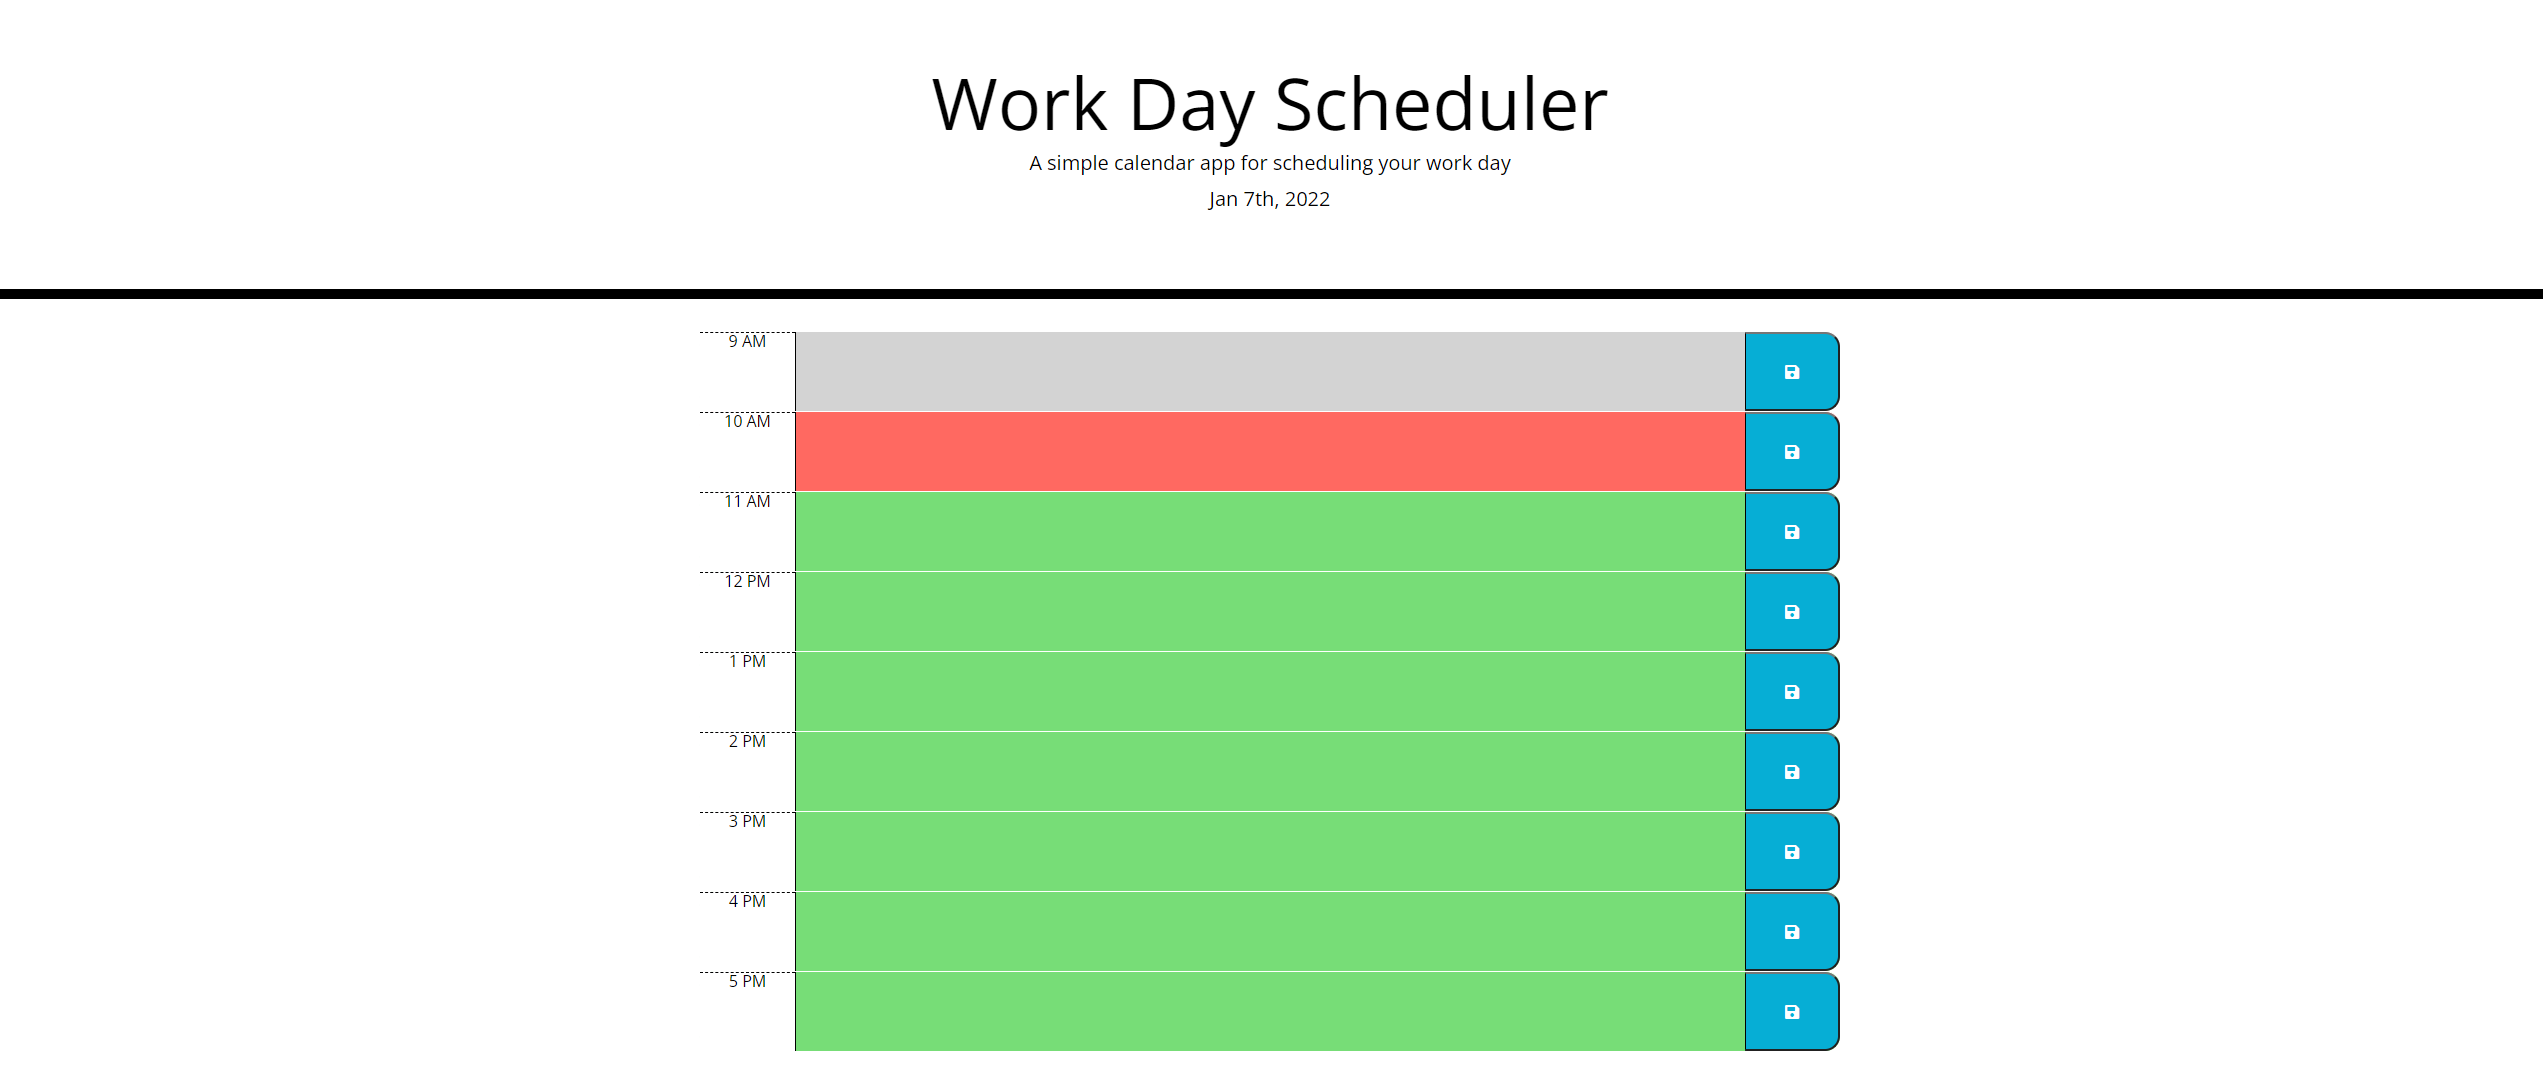 Work Day Scheduler
A simple calendar app for scheduling your work day
Jan 7th, 2022
9 AM
10 AM
11 AM
12 PM
1 PM
2 PM
3 PM
4 PM
5 PM